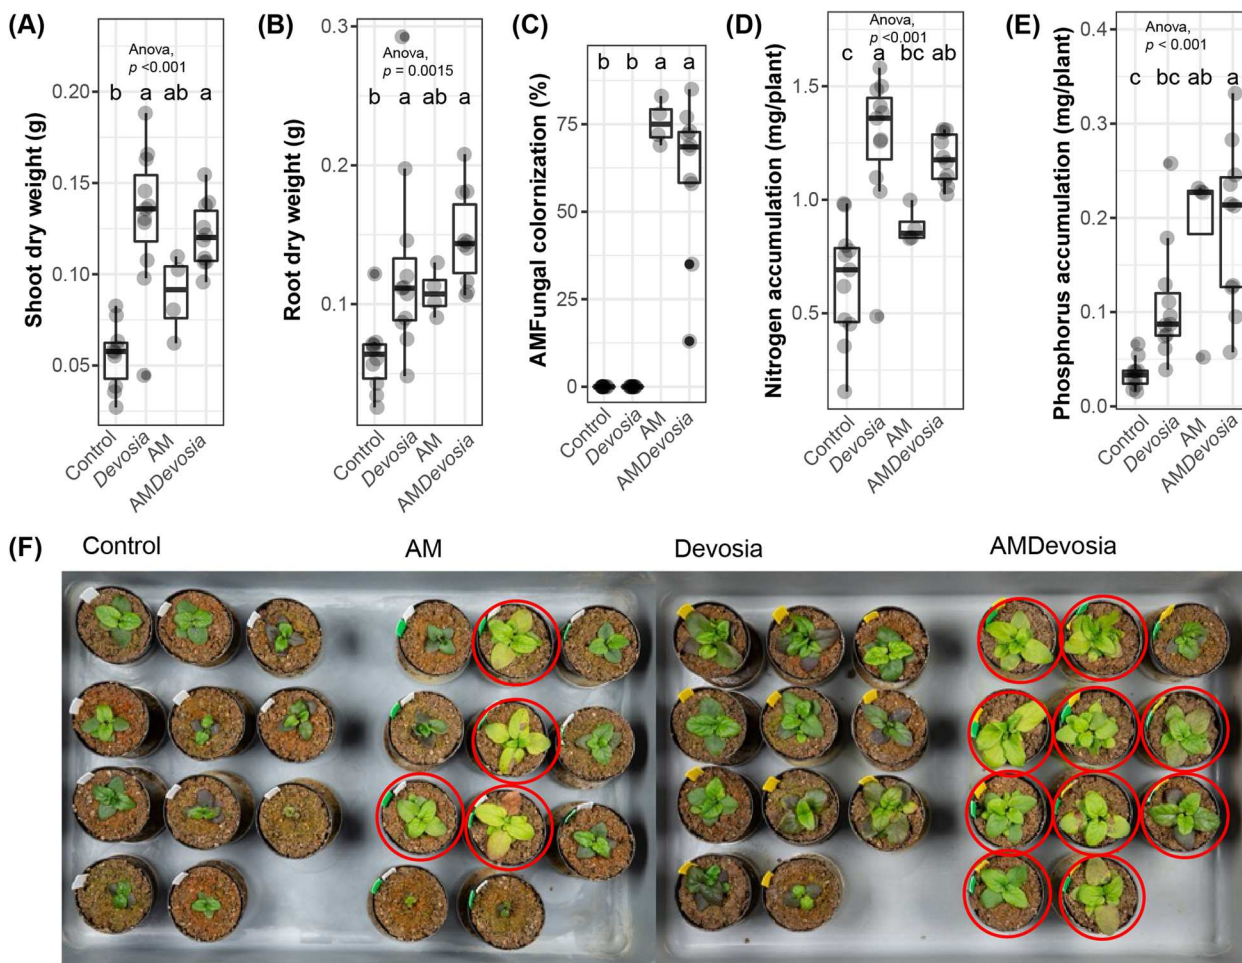 (A)
Anova,
p <0.001
b a ab a
0.20
0.15
0.10
0.05
Shoot dry weight (g)
Control
Devosia
AM
AMDevosia
(B)
0.3
Anova,
p = 0.0015
b a ab a
0.2
0.1
Root dry weight (g)
Control
Devosia
AM
AMDevosia
(C)
b b a a
75
50
25
0
AMFungal colornization (%)
Control
Devosia
AM
AMDevosia
(D)
Anova,
p <0.001
c a bc ab
1.5
1.0
0.5
Nitrogen accumulation (mg/plant)
Control
Devosia
AM
AMDevosia
(E)
0.4
Anova,
p < 0.001
c bc ab a
0.3
0.2
0.1
0.0
Phosphorus accumulation (mg/plant)
Control
Devosia
AM
AMDevosia
(F)
Control AM Devosia AMDevosia